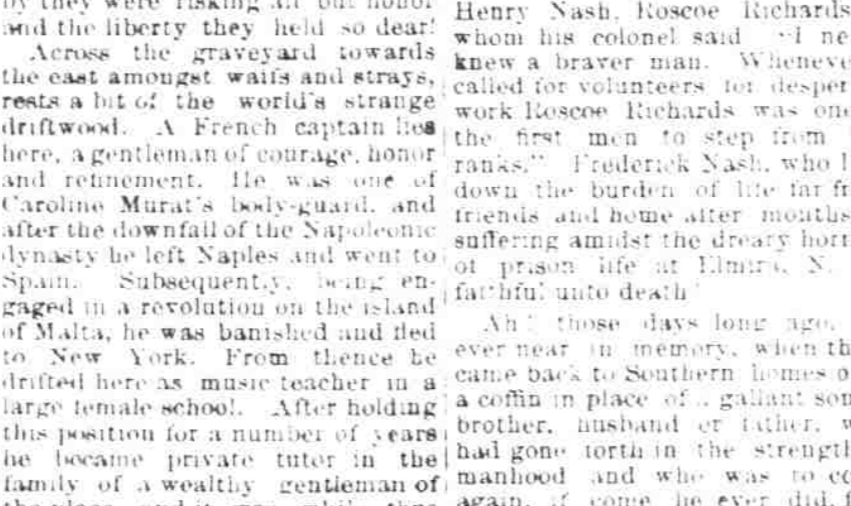 by they were risking all but honor
and the liberty they held so dear!
Across the graveyard towards
the east amongst waifs and strays,
rests a bit of the world's strange
driftwood. A French captain lies
here, a gentleman of courage, honor
and refinement. He was one of
Caroline Murat's body-guard, and
after the downfall of the Napoleonic
dynasty he left Naples and went to
Spain. Subsequently, being en-
gaged in a revolution on the island
of Malta, he was banished and fled
to New York. From thence he
drifted here as music teacher in a
large female school. After holding
this position for a number of years
he became private tutor in the
family of a wealthy gentleman of
the place, and it was while thus
Henry Nash, Roscoe Richards
whom his colonel said "I ne
knew a braver man. Wheneve
called for volunteers for desper
work Roscoe Richards was one
the first men to step from
ranks." Frederick Nash, who l
down the burden of life far fr
friends and home after months
suffering amidst the dreary horr
of prison life at Elmira, N.
faithful unto death!
Ah! those days long ago,
ever near in memory, when th
came back to Southern homes o
a coffin in place of a gallant son
brother, husband or father, w
had gone forth in the strength
manhood and who was to co
again, if come he ever did, f